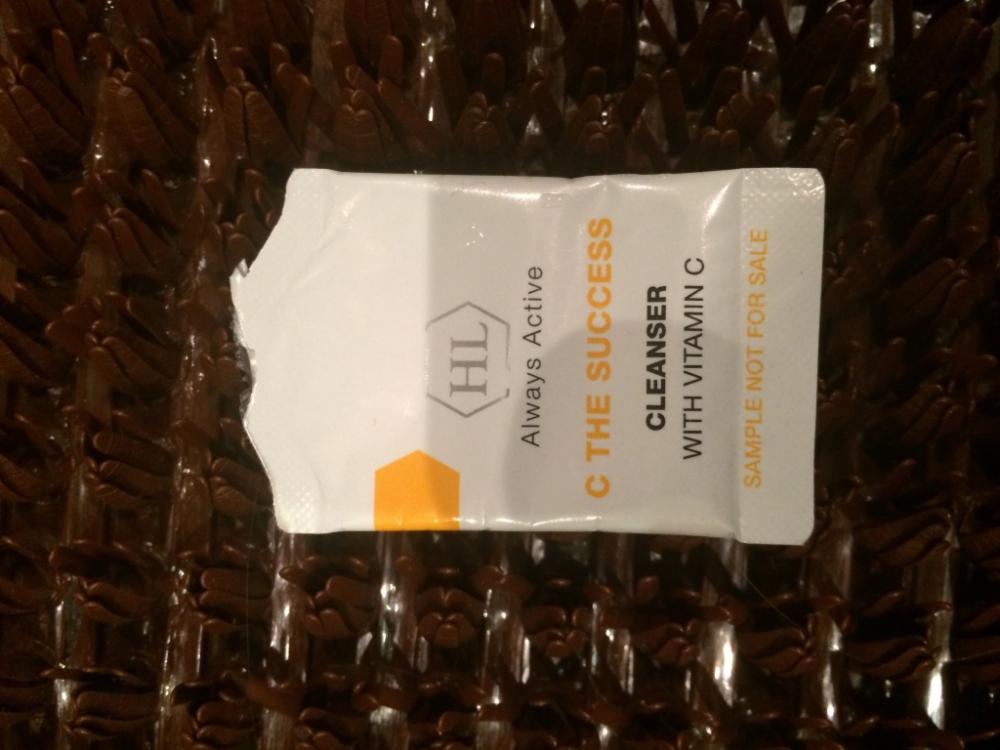 HL
Always Active
C THE SUCCESS
CLEANSER
WITH VITAMIN C
SAMPLE NOT FOR SALE